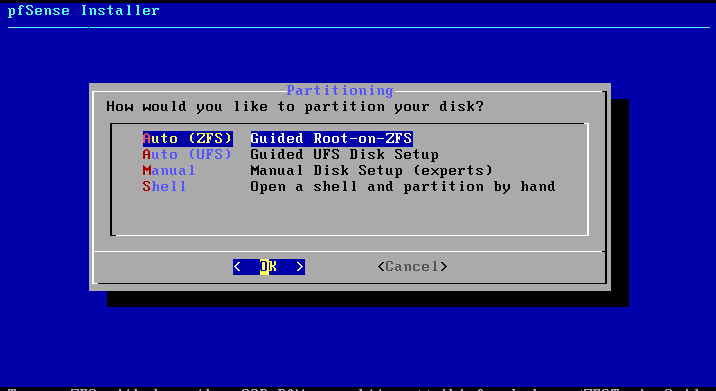 pfSense Installer
Partitioning
How would you like to partition your disk?
Auto (ZFS) Guided Root-on-ZFS
Auto (UFS) Guided UFS Disk Setup
Manual Manual Disk Setup (experts)
Shell Open a shell and partition by hand
< OK > <Cancel>